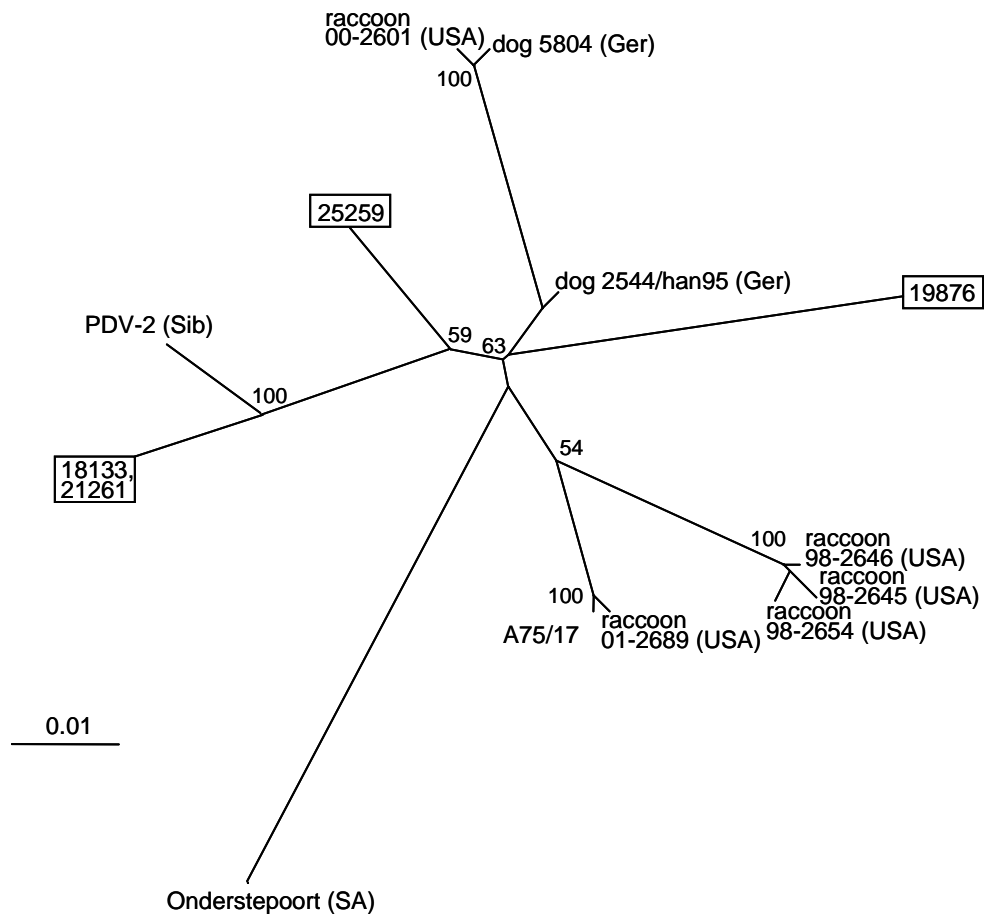 raccoon
00-2601 (USA)
dog 5804 (Ger)
100
25259
dog 2544/han95 (Ger)
19876
PDV-2 (Sib)
59
63
100
18133,
21261
54
100
raccoon
98-2646 (USA)
raccoon
98-2645 (USA)
raccoon
98-2654 (USA)
100
A75/17
raccoon
01-2689 (USA)
0.01
Onderstepoort (SA)